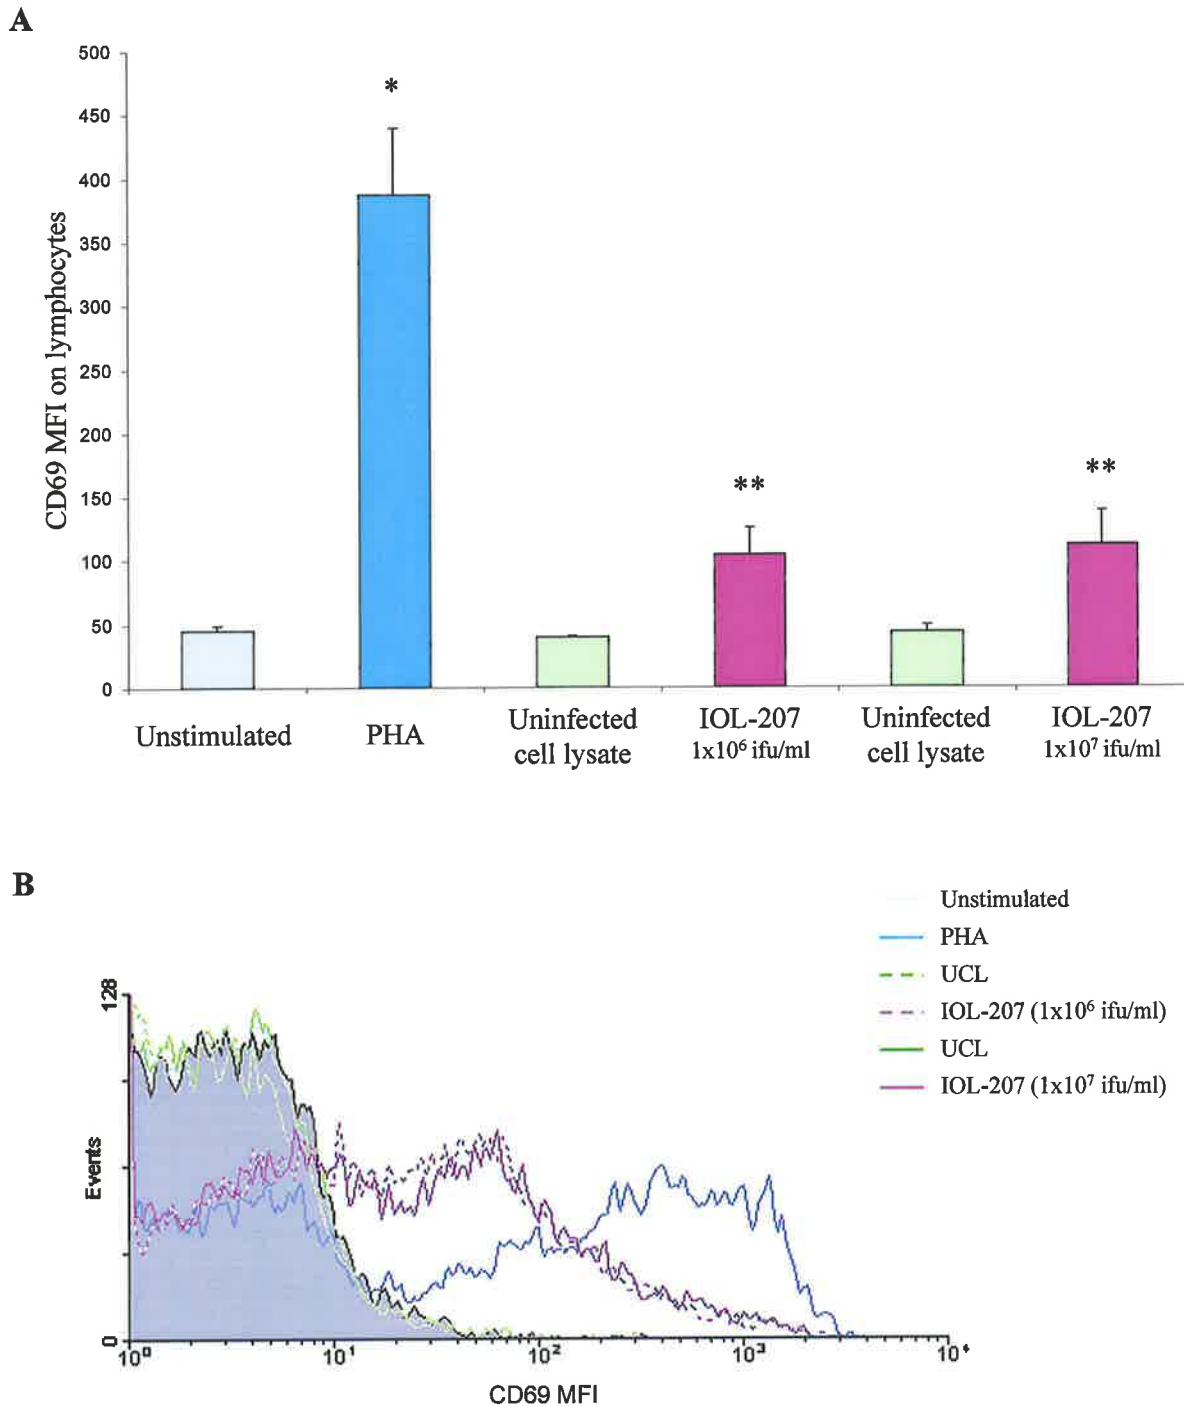 A
500
450
400
350
300
250
200
150
100
50
0
CD69 MFI on lymphocytes
*
**
**
Unstimulated
PHA
Uninfected
cell lysate
IOL-207
1x10⁶ ifu/ml
Uninfected
cell lysate
IOL-207
1x10⁷ ifu/ml
B
Unstimulated
PHA
UCL
IOL-207 (1x10⁶ ifu/ml)
UCL
IOL-207 (1x10⁷ ifu/ml)
128
Events
0
10⁰
10¹
10²
10³
10⁴
CD69 MFI